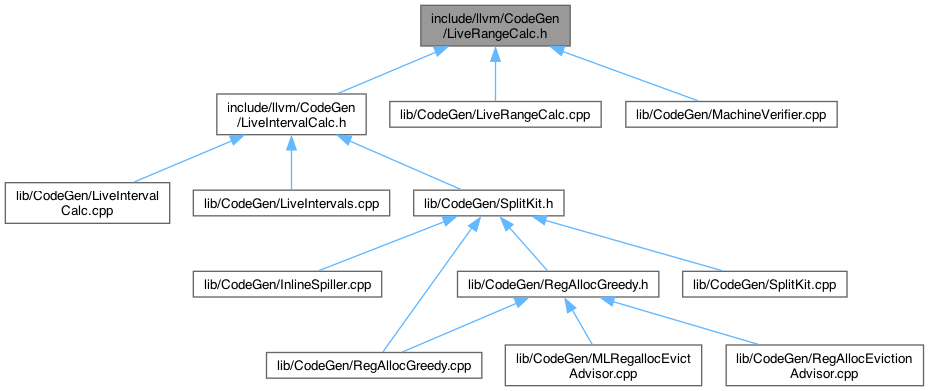 include/llvm/CodeGen
/LiveRangeCalc.h
include/llvm/CodeGen
/LiveIntervalCalc.h
lib/CodeGen/LiveRangeCalc.cpp
lib/CodeGen/MachineVerifier.cpp
lib/CodeGen/LiveInterval
Calc.cpp
lib/CodeGen/LiveIntervals.cpp
lib/CodeGen/SplitKit.h
lib/CodeGen/InlineSpiller.cpp
lib/CodeGen/RegAllocGreedy.h
lib/CodeGen/SplitKit.cpp
lib/CodeGen/RegAllocGreedy.cpp
lib/CodeGen/MLRegallocEvict
Advisor.cpp
lib/CodeGen/RegAllocEviction
Advisor.cpp